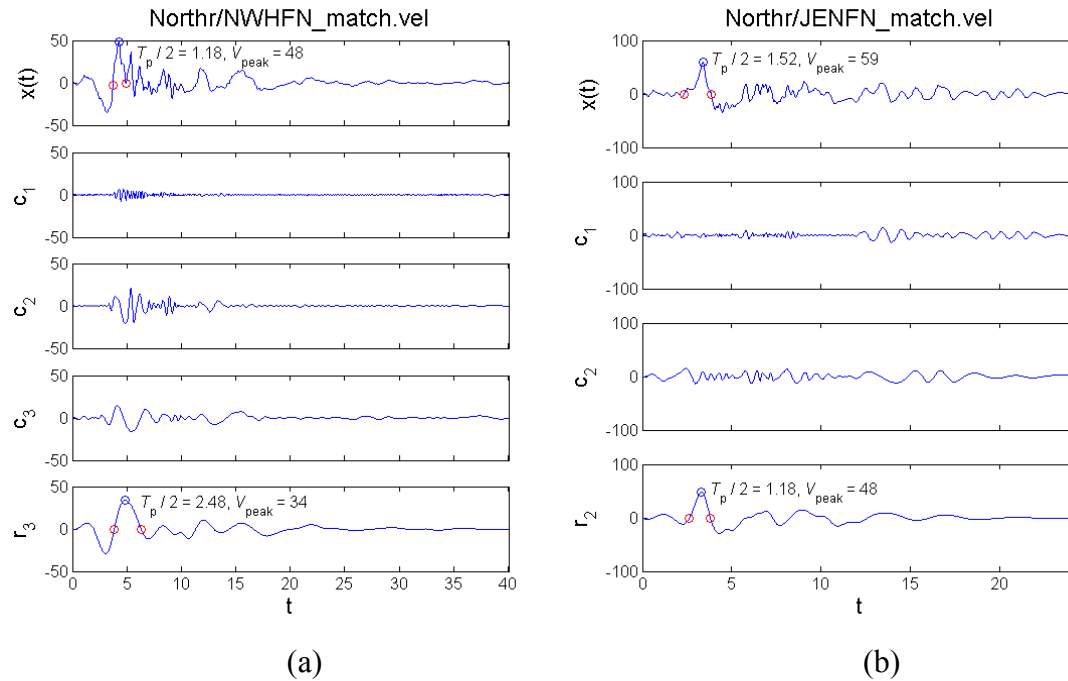 Northr/NWHFN_match.vel
50
0
-50
x(t)
T_p / 2 = 1.18, V_peak = 48
50
0
-50
c_1
50
0
-50
c_2
50
0
-50
c_3
50
0
-50
r_3
T_p / 2 = 2.48, V_peak = 34
0 5 10 15 20 25 30 35 40
t
(a)
Northr/JENFN_match.vel
100
0
-100
x(t)
T_p / 2 = 1.52, V_peak = 59
100
0
-100
c_1
100
0
-100
c_2
100
0
-100
r_2
T_p / 2 = 1.18, V_peak = 48
0 5 10 15 20
t
(b)